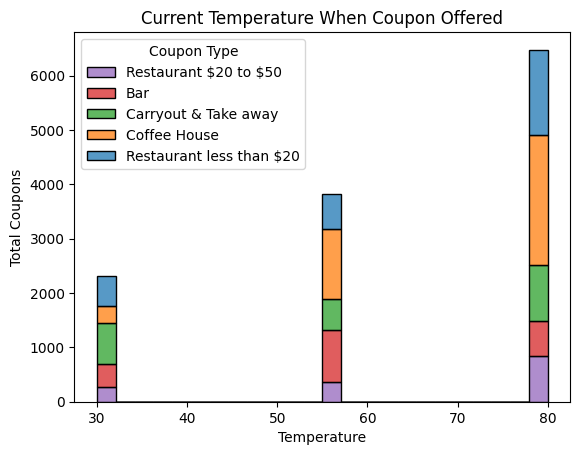 Current Temperature When Coupon Offered
Coupon Type
Restaurant $20 to $50
Bar
Carryout & Take away
Coffee House
Restaurant less than $20
Total Coupons
6000
5000
4000
3000
2000
1000
0
30 40 50 60 70 80
Temperature